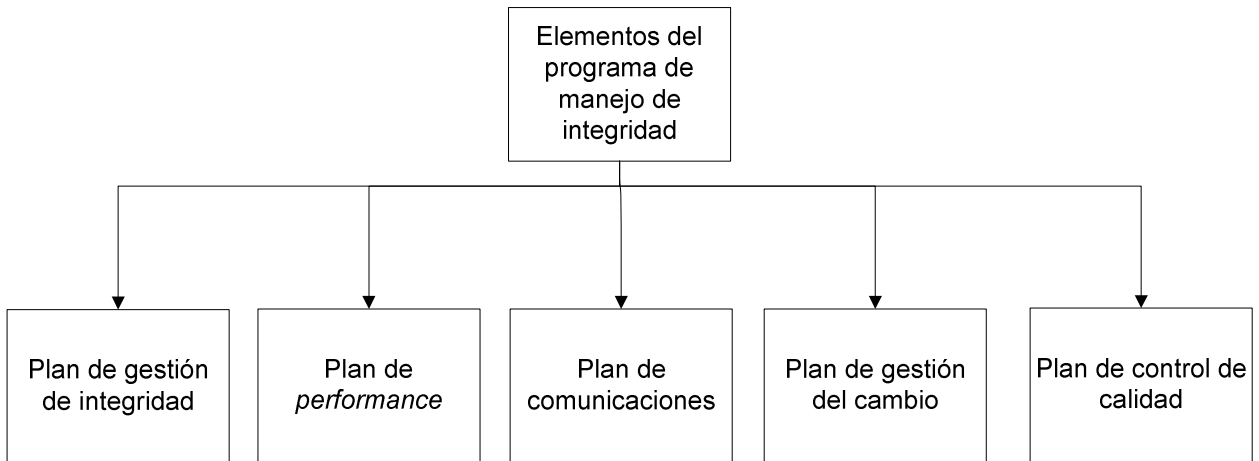 Elementos del
programa de
manejo de
integridad
Plan de gestión
de integridad
Plan de
performance
Plan de
comunicaciones
Plan de gestión
del cambio
Plan de control de
calidad